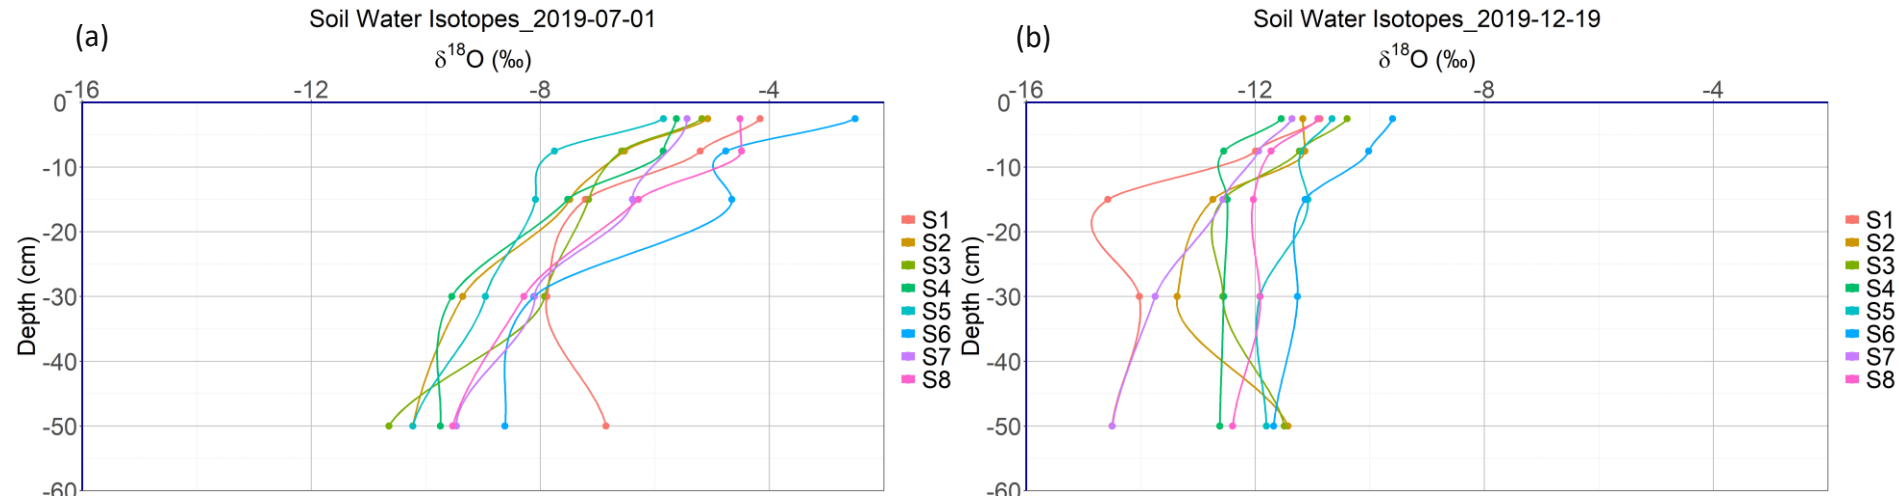 (a)
Soil Water Isotopes_2019-07-01
δ¹⁸O (‰)
-16 -12 -8 -4
0
-10
-20
-30
-40
-50
-60
Depth (cm)
S1
S2
S3
S4
S5
S6
S7
S8
(b)
Soil Water Isotopes_2019-12-19
δ¹⁸O (‰)
-16 -12 -8 -4
0
-10
-20
-30
-40
-50
-60
Depth (cm)
S1
S2
S3
S4
S5
S6
S7
S8